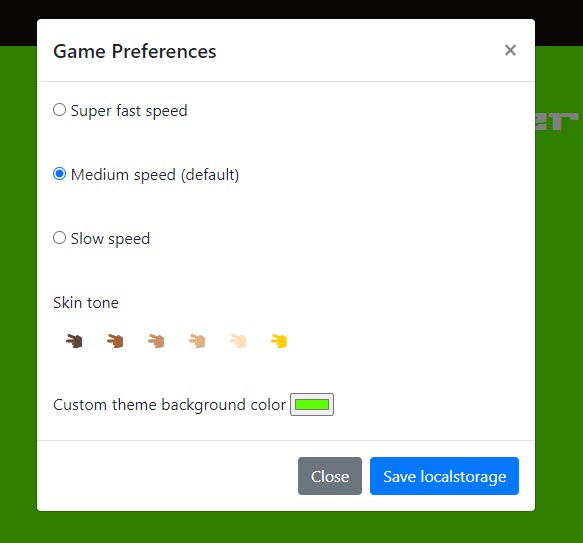 Game Preferences
×
Super fast speed
Medium speed (default)
Slow speed
Skin tone
Custom theme background color
Close
Save localstorage